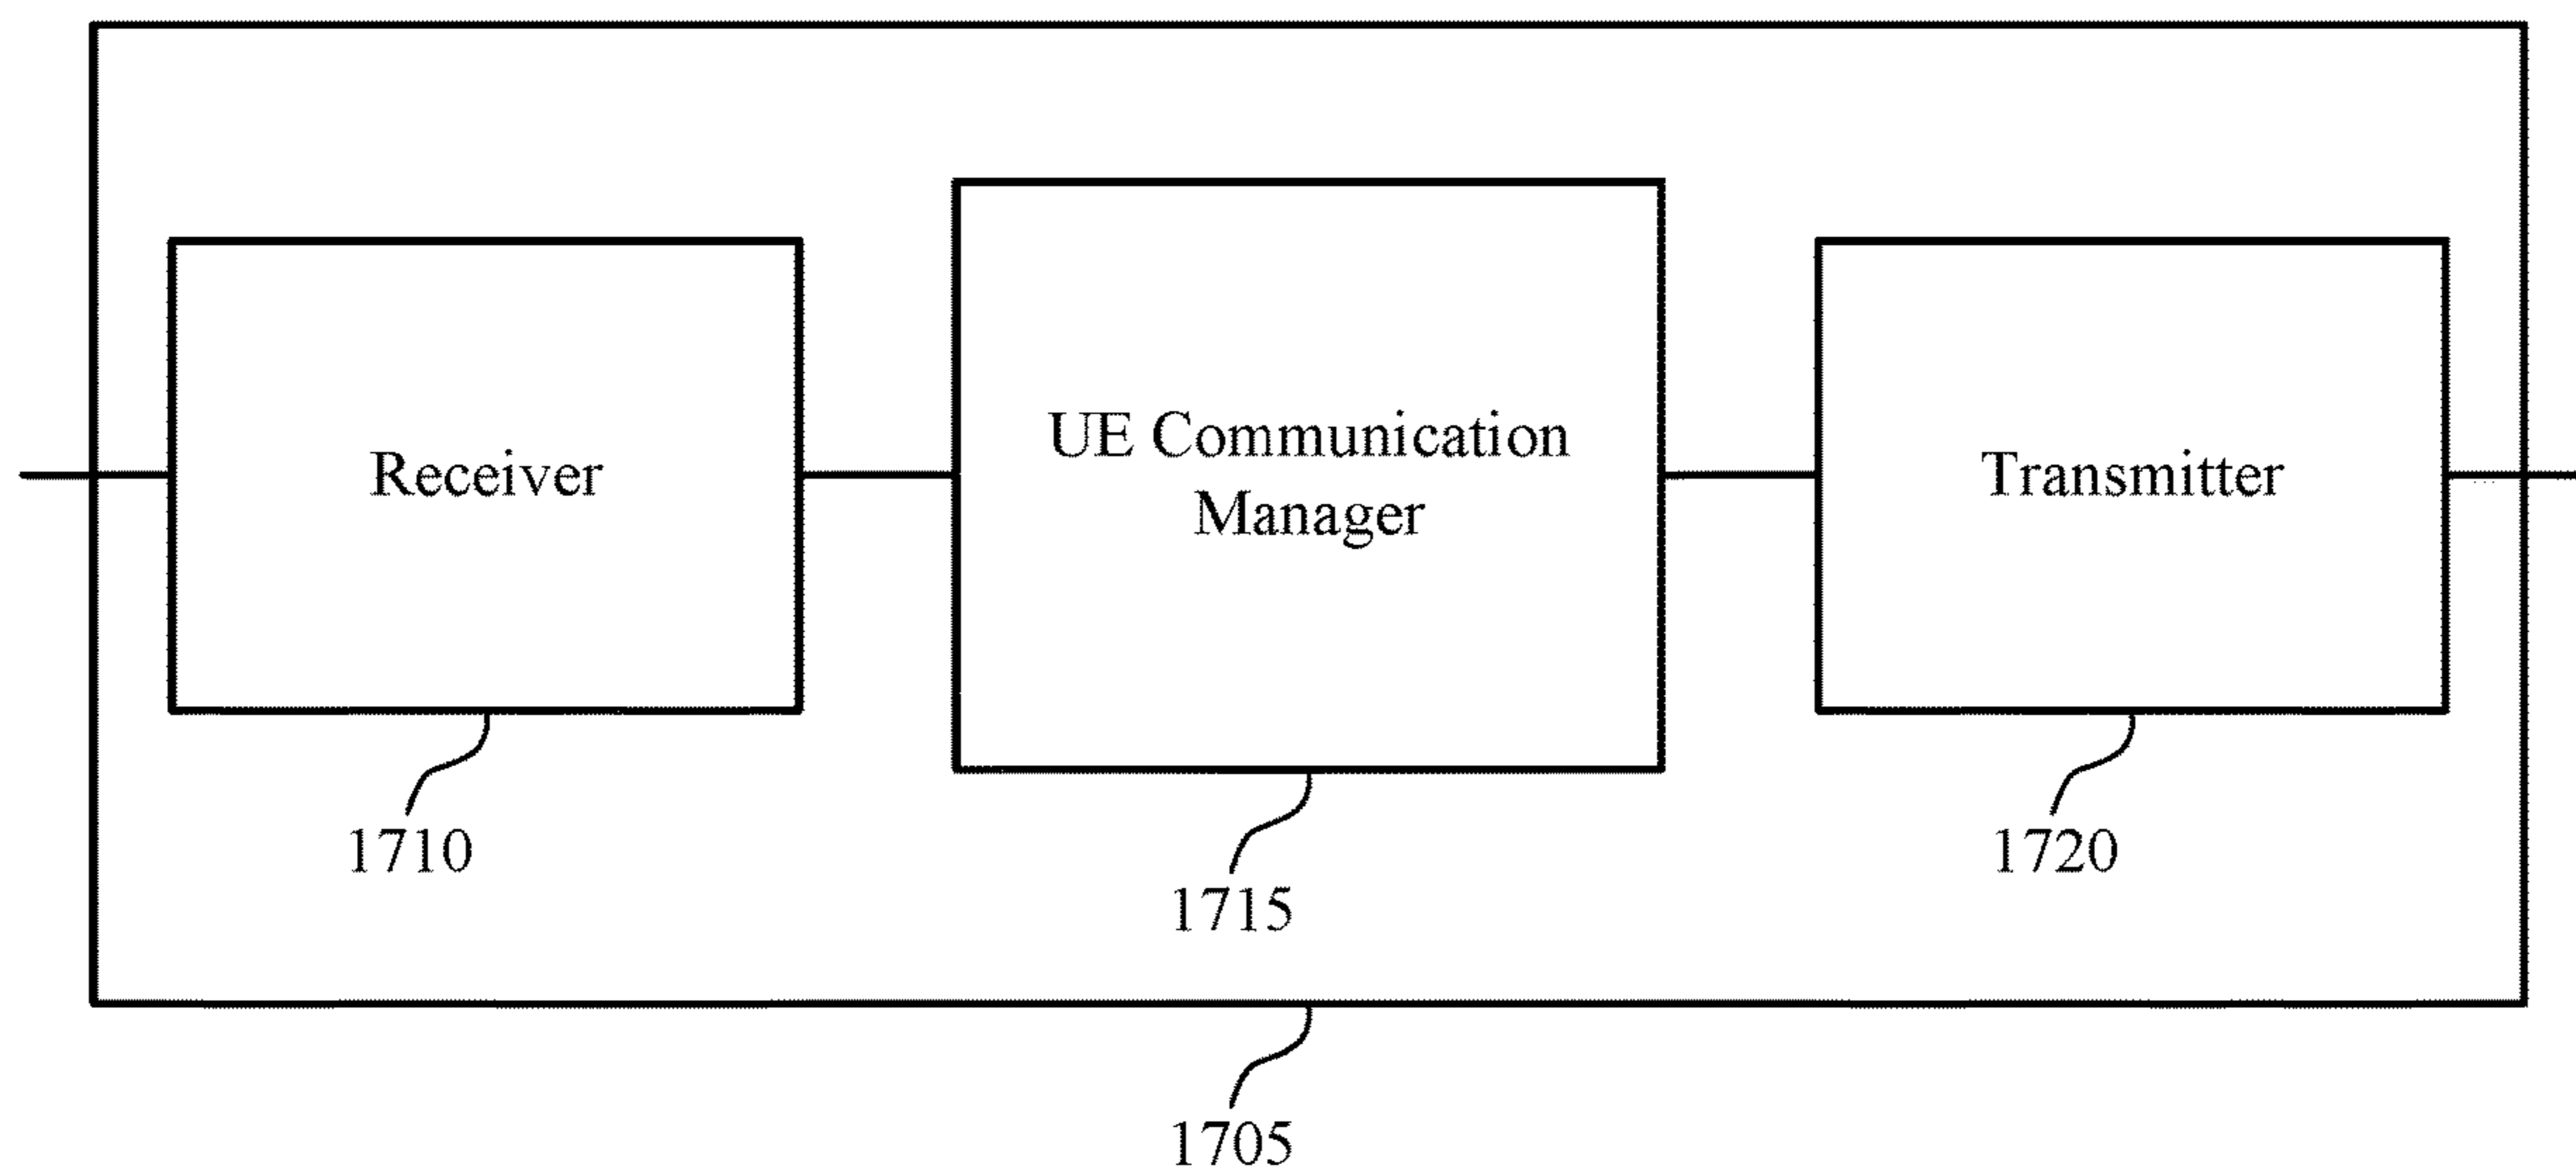 Receiver
UE Communication
Manager
Transmitter
1710
1715
1720
1705